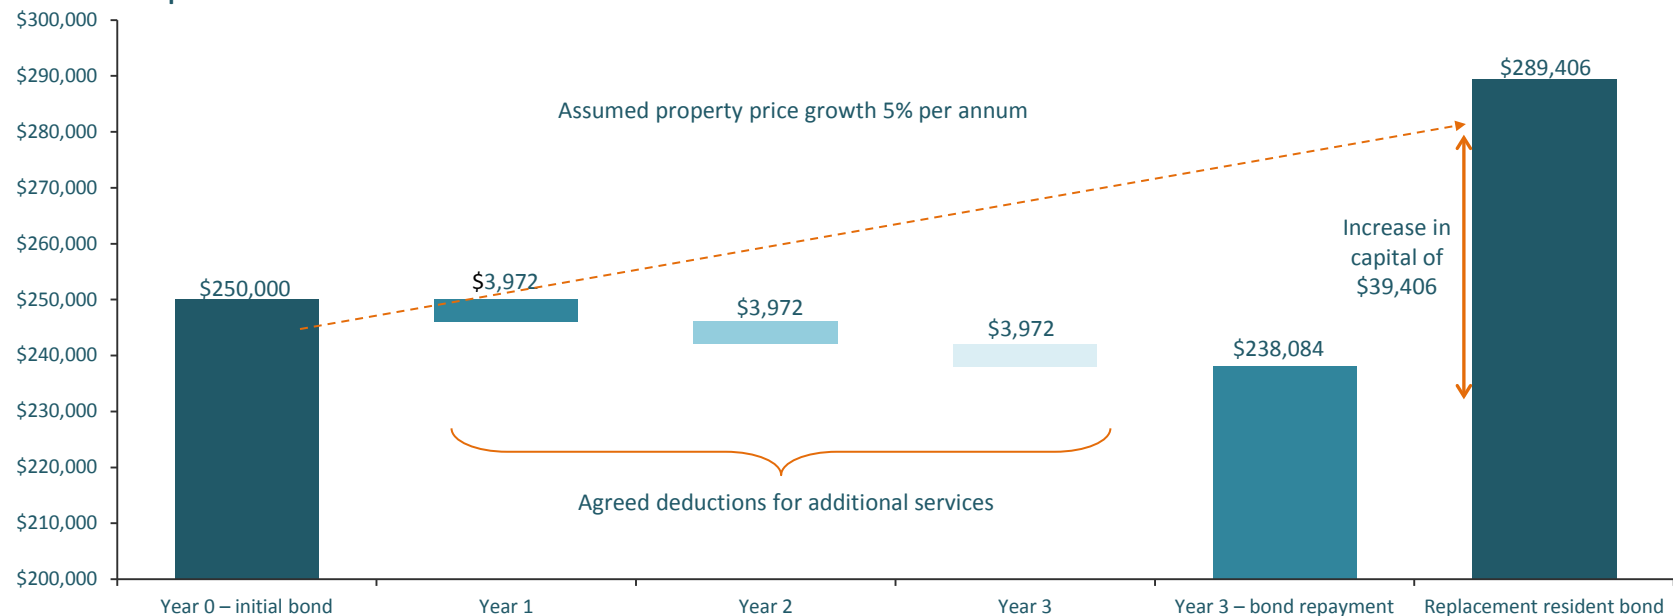 $300,000
$290,000
$280,000
$270,000
$260,000
$250,000
$240,000
$230,000
$220,000
$210,000
$200,000
Assumed property price growth 5% per annum
$250,000
$3,972
$3,972
$3,972
$238,084
$289,406
Increase in
capital of
$39,406
Agreed deductions for additional services
Year 0 – initial bond
Year 1
Year 2
Year 3
Year 3 – bond repayment
Replacement resident bond